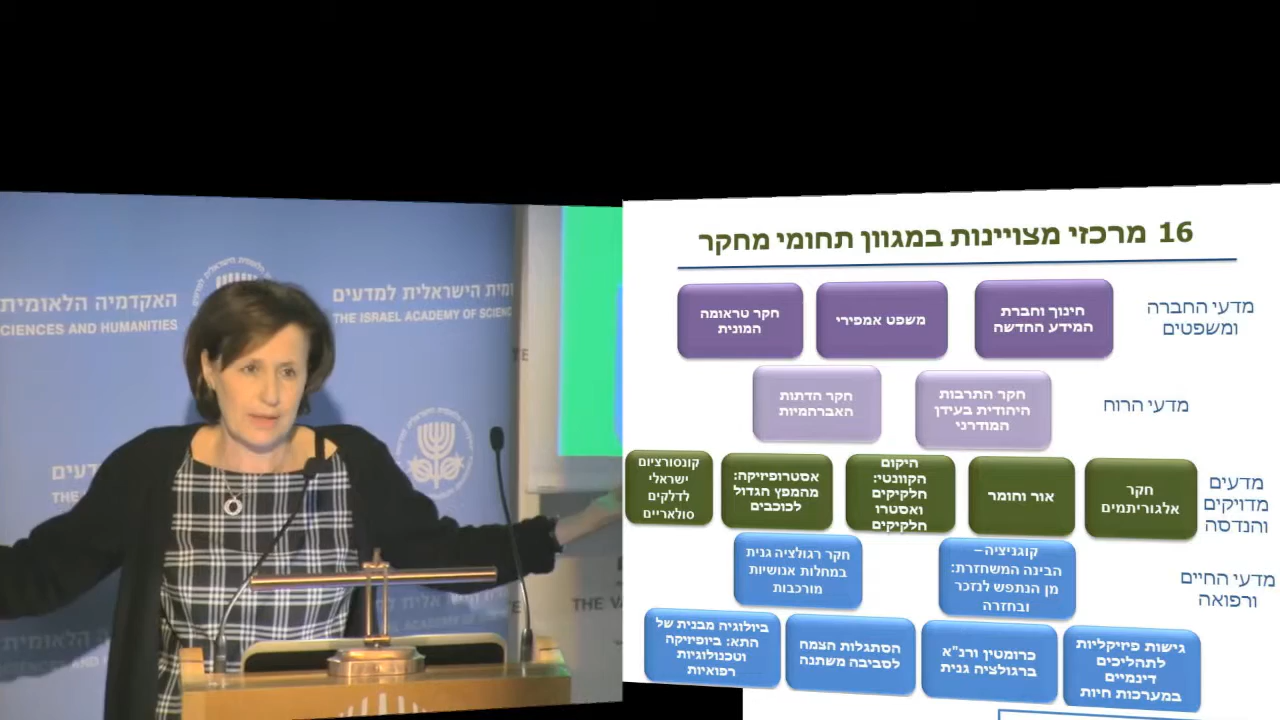 האקדמיה הלאומית
SCIENCES AND HUMANITIES
הישראלית למדעים
THE ISRAEL ACADEMY OF SCIENC
16 מרכזי מצויינות במגוון תחומי מחקר
מדעי החברה
ומשפטים
חינוך וחברת
המידע החדשה
משפט אמפירי
חקר טראומה
המונית
מדעי הרוח
חקר התרבות
היהודית בעידן
המודרני
חקר הדתות
האברהמיות
מדעים
מדויקים
והנדסה
חקר
אלגוריתמים
אור וחומר
היקום
הקוונטי:
חלקיקים
ואסטרו
חלקיקים
אסטרופיזיקה:
מהמפץ הגדול
לכוכבים
קונסורציום
ישראלי
לדלקים
סולאריים
מדעי החיים
ורפואה
קוגניציה –
הבינה המשחזרת:
מן הנתפש לנזכר
ובחזרה
חקר רגולציה גנית
במחלות אנושיות
מורכבות
גישות פיזיקליות
לתהליכים
דינמיים
במערכות חיות
כרומטין ורנ"א
ברגולציה גנית
הסתגלות הצמח
לסביבה משתנה
ביולוגיה מבנית של
התא: ביופיזיקה
וטכנולוגיות
רפואיות